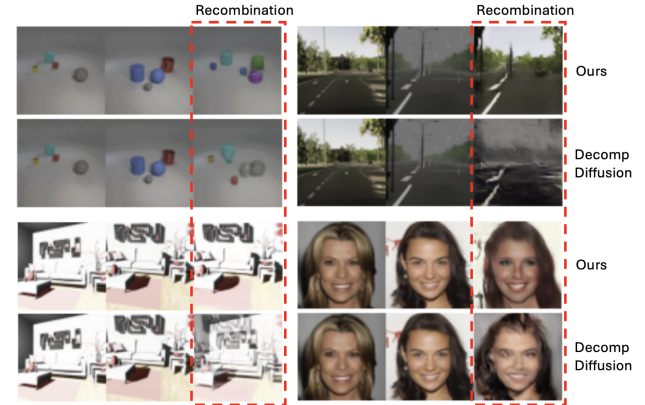 Recombination
Recombination
Ours
Decomp
Diffusion
Ours
Decomp
Diffusion